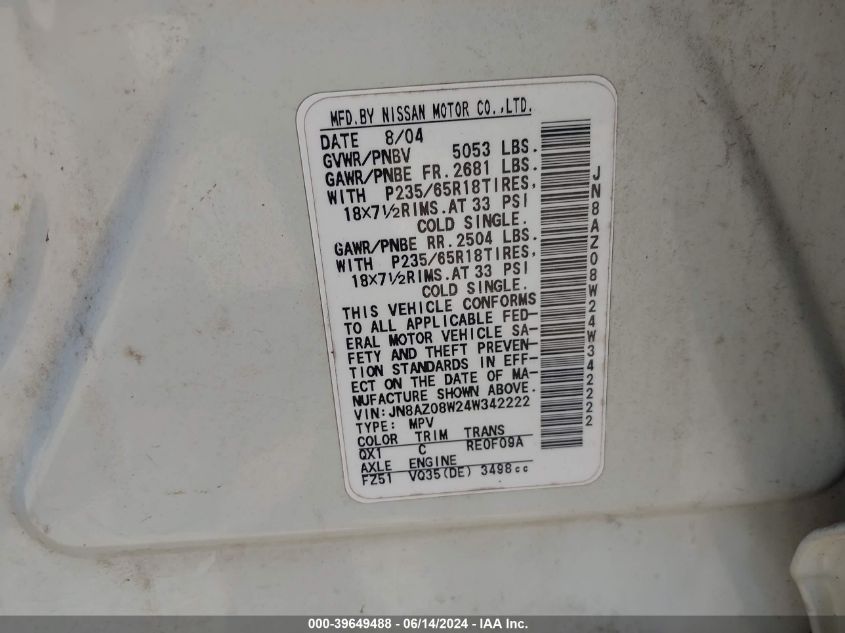 MFD.BY NISSAN MOTOR CO.,LTD.
DATE 8/04
GVWR/PNBV 5053 LBS.
GAWR/PNBE FR.2681 LBS.
WITH P235/65R18TIRES,
18X7½RIMS.AT 33 PSI
COLD SINGLE.
GAWR/PNBE RR.2504 LBS.
WITH P235/65R18TIRES,
18X7½RIMS.AT 33 PSI
COLD SINGLE.
THIS VEHICLE CONFORMS
TO ALL APPLICABLE FED-
ERAL MOTOR VEHICLE SA-
FETY AND THEFT PREVEN-
TION STANDARDS IN EFF-
ECT ON THE DATE OF MA-
NUFACTURE SHOWN ABOVE.
VIN:JN8AZ08W24W342222
TYPE: MPV
COLOR TRIM TRANS
QX1 C RE0F09A
AXLE ENGINE
FZ51 VQ35(DE) 3498cc
JN8AZ08W24W342222
000-39649488 - 06/14/2024 - IAA Inc.